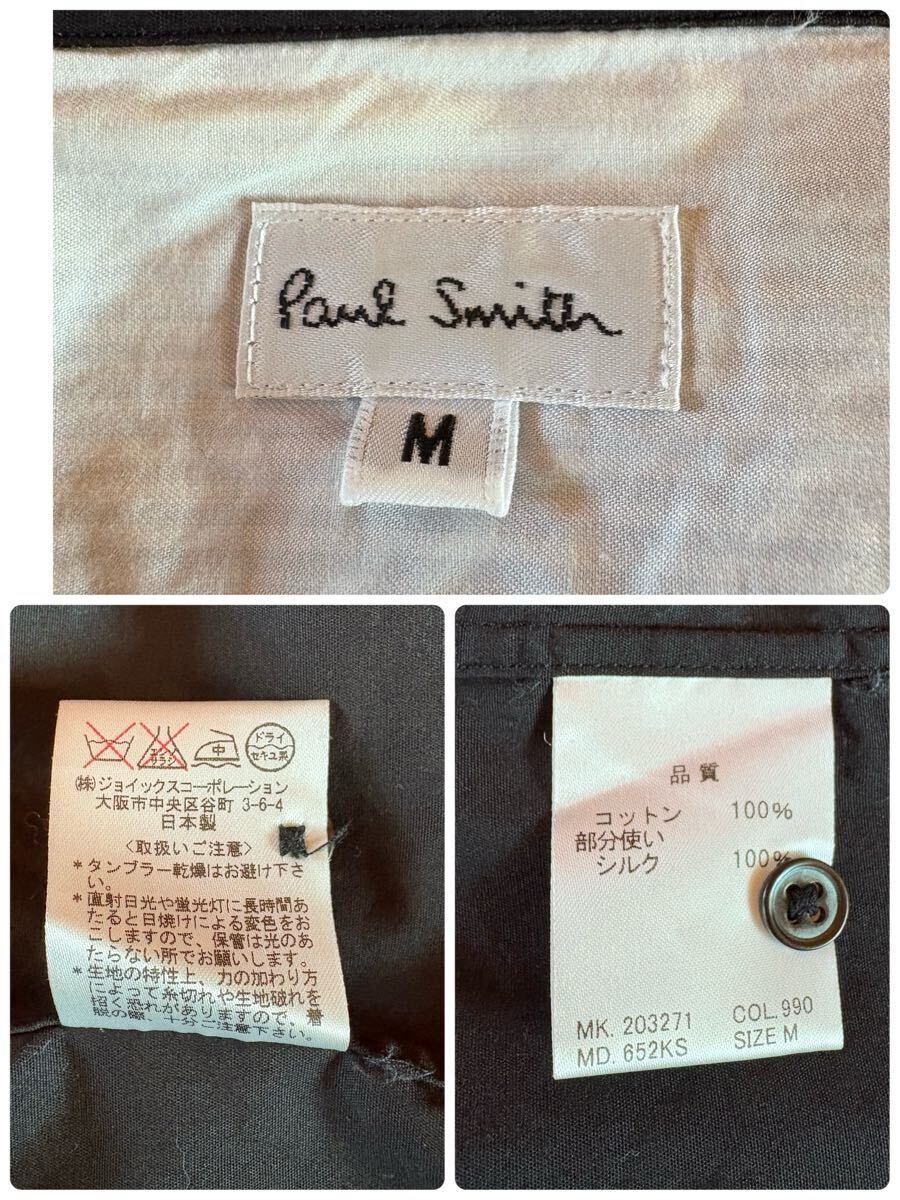 Paul Smith
M
エンソ
サラシ
中
ドライ
セキユ系
㈱ジョイックスコーポレーション
大阪市中央区谷町 3-6-4
日本製
〈取扱いご注意〉
*タンブラー乾燥はお避け下さ
い。
*直射日光や蛍光灯に長時間あ
たると日焼けによる変色をお
こしますので、保管は光のあ
たらない所でお願いします。
*生地の特性上、力の加わり方
によって糸切れや生地破れを
招く恐れがありますので、着
脱の際、十分ご注意下さい。
品質
コットン 100%
部分使い
シルク 100%
MK. 203271 COL.990
MD. 652KS SIZE M